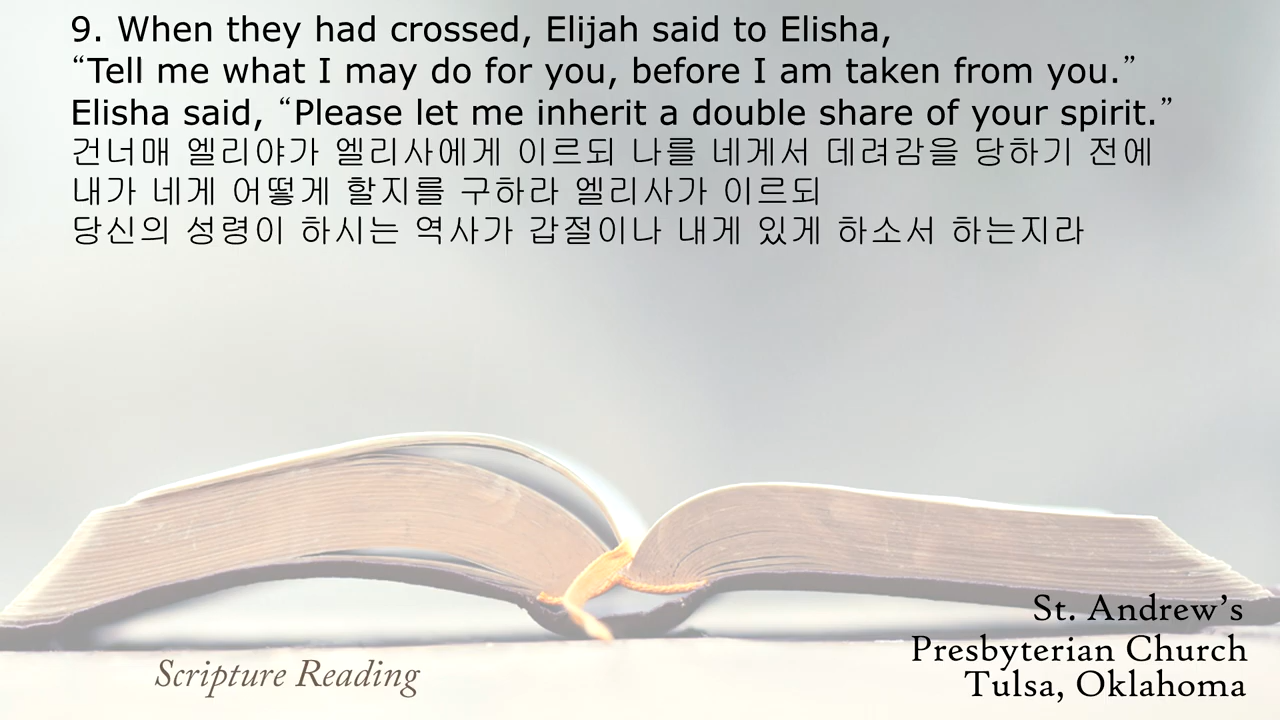 9. When they had crossed, Elijah said to Elisha,
“Tell me what I may do for you, before I am taken from you.”
Elisha said, “Please let me inherit a double share of your spirit.”
건너매 엘리야가 엘리사에게 이르되 나를 네게서 데려감을 당하기 전에
내가 네게 어떻게 할지를 구하라 엘리사가 이르되
당신의 성령이 하시는 역사가 갑절이나 내게 있게 하소서 하는지라
St. Andrew’s
Presbyterian Church
Tulsa, Oklahoma
Scripture Reading